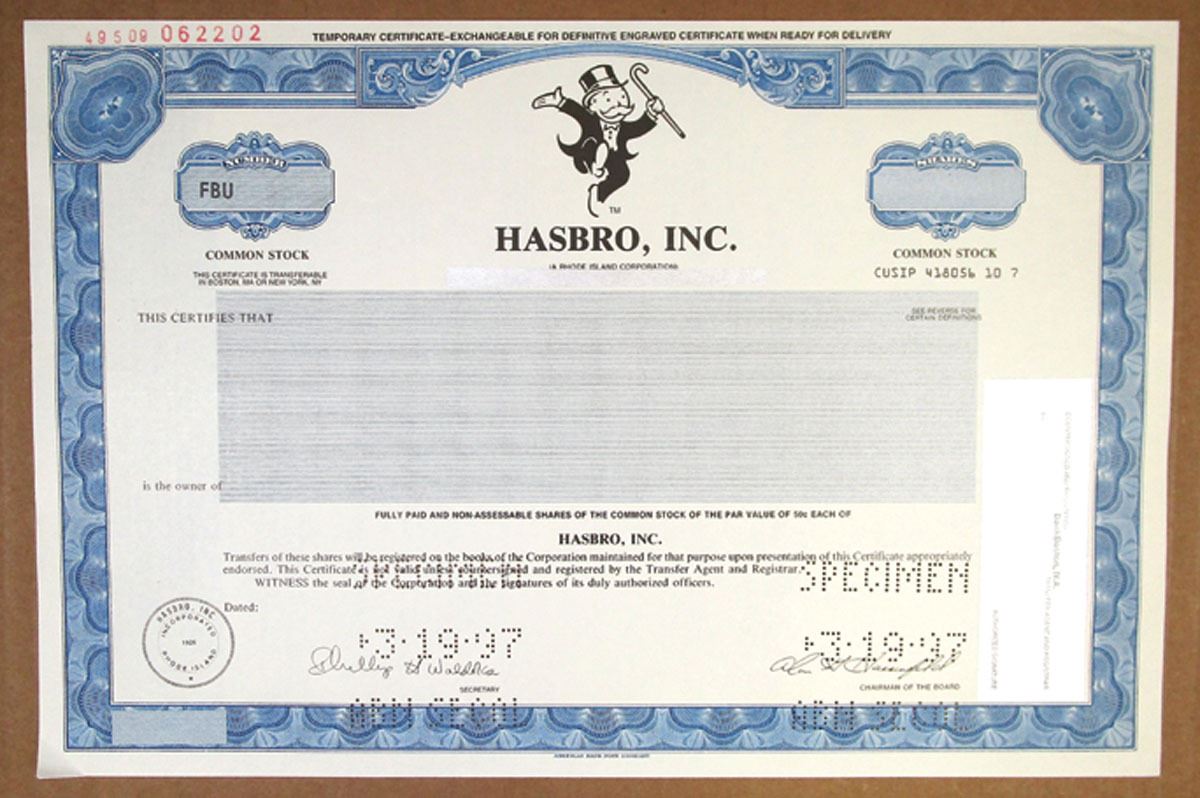 49509 062202
TEMPORARY CERTIFICATE-EXCHANGEABLE FOR DEFINITIVE ENGRAVED CERTIFICATE WHEN READY FOR DELIVERY
NUMBER
FBU
COMMON STOCK
THIS CERTIFICATE IS TRANSFERABLE
IN BOSTON, MA OR NEW YORK, NY
TM
HASBRO, INC.
(A RHODE ISLAND CORPORATION)
SHARES
COMMON STOCK
CUSIP 418056 10 7
THIS CERTIFIES THAT
SEE REVERSE FOR
CERTAIN DEFINITIONS
is the owner of
FULLY PAID AND NON-ASSESSABLE SHARES OF THE COMMON STOCK OF THE PAR VALUE OF 50¢ EACH OF
HASBRO, INC.
Transfers of these shares will be registered on the books of the Corporation maintained for that purpose upon presentation of this Certificate appropriately
endorsed. This Certificate is not valid unless countersigned and registered by the Transfer Agent and Registrar.
WITNESS the seal of the Corporation and the signatures of its duly authorized officers.
SPECIMEN
Dated:
HASBRO, INC.
INCORPORATED
1926
RHODE ISLAND
3·19·97
3·19·97
SECRETARY
CHAIRMAN OF THE BOARD
AUTHORIZED SIGNATURE
AMERICAN BANK NOTE COMPANY